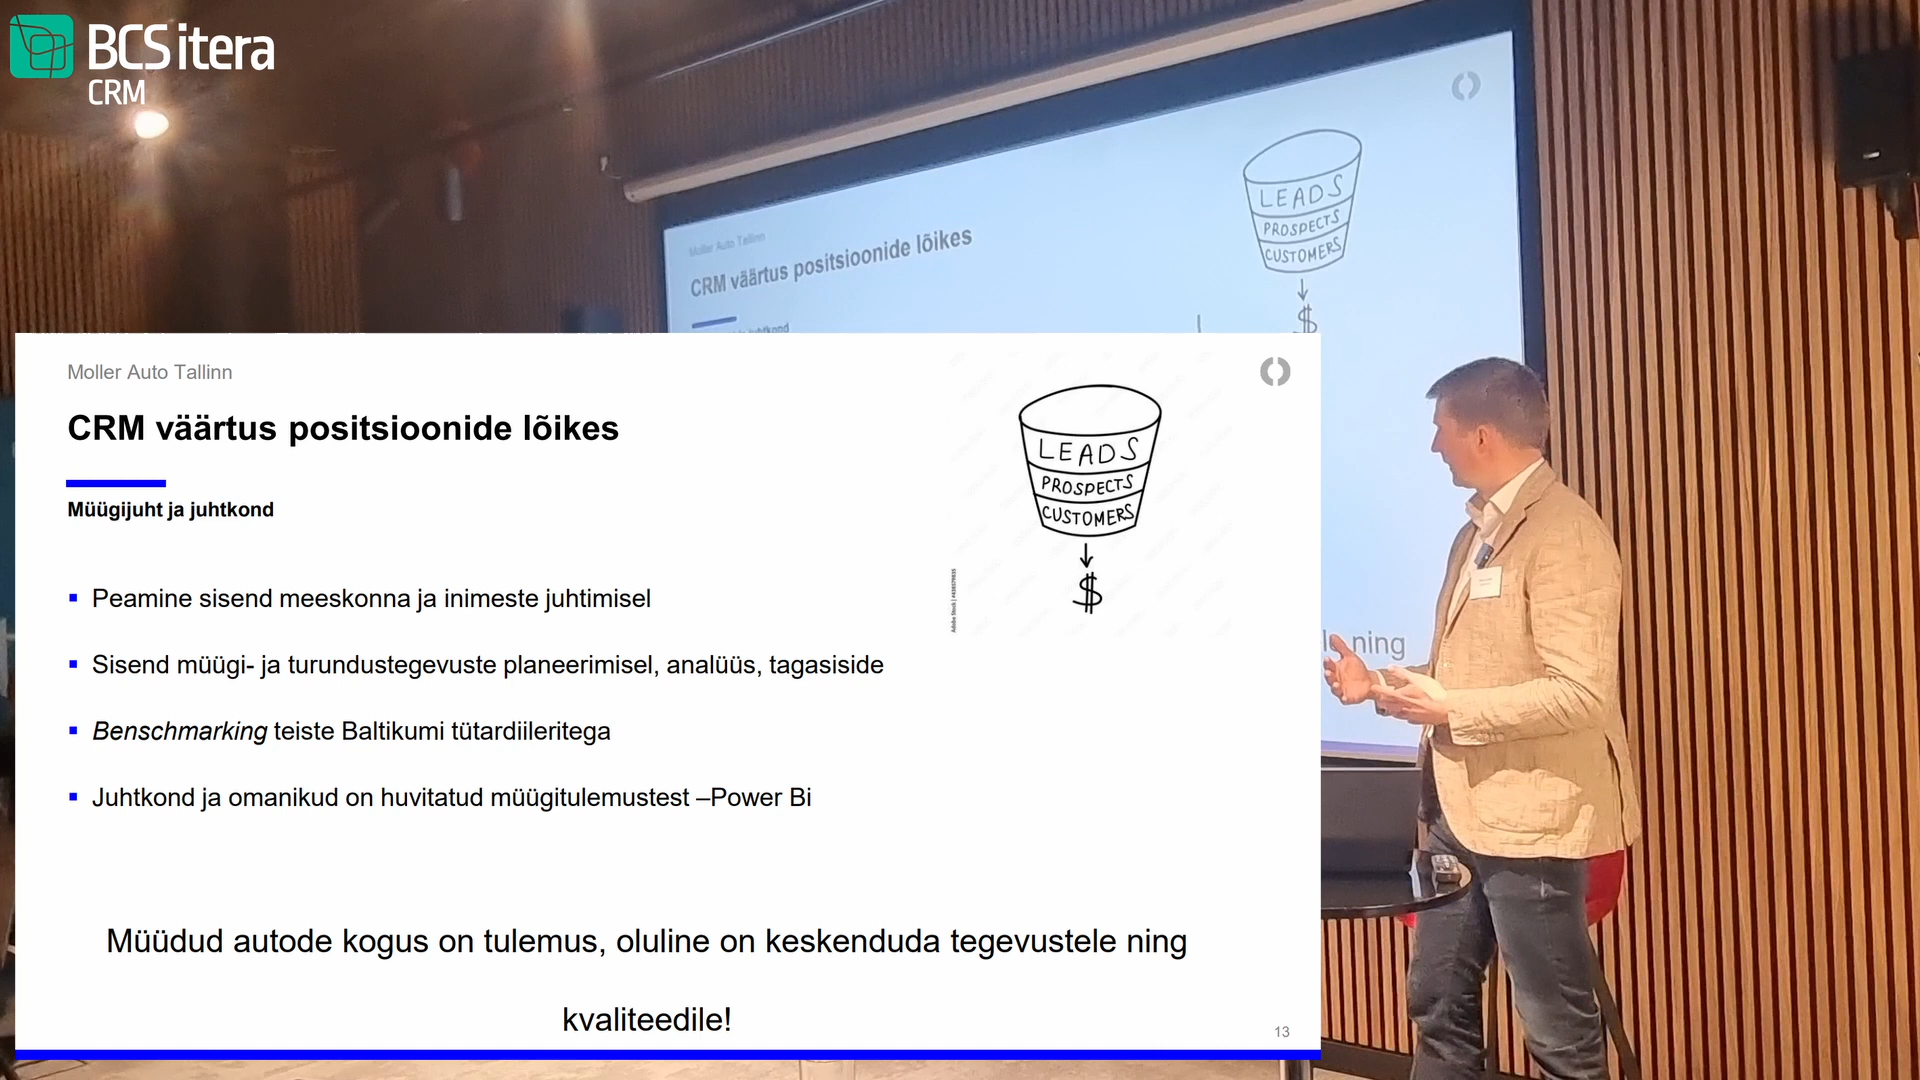 BCS itera
CRM
Moller Auto Tallinn
CRM väärtus positsioonide lõikes
LEADS
PROSPECTS
CUSTOMERS
$
Moller Auto Tallinn
CRM väärtus positsioonide lõikes
Müügijuht ja juhtkond
LEADS
PROSPECTS
CUSTOMERS
$
Peamine sisend meeskonna ja inimeste juhtimisel
Sisend müügi- ja turundustegevuste planeerimisel, analüüs, tagasiside
Benschmarking teiste Baltikumi tütardiileritega
Juhtkond ja omanikud on huvitatud müügitulemustest –Power Bi
Müüdud autode kogus on tulemus, oluline on keskenduda tegevustele ning
kvaliteedile!
13
ning